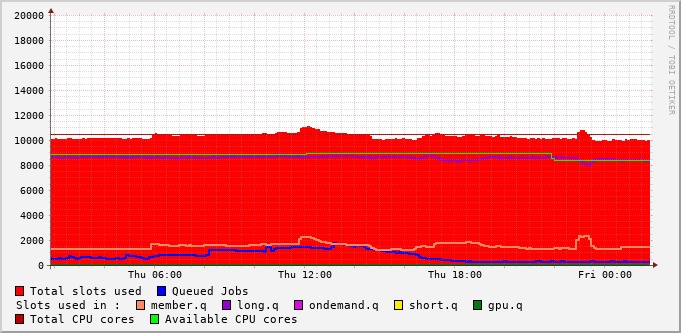 RRDTOOL / TOBI OETIKER
20000
18000
16000
14000
12000
10000
8000
6000
4000
2000
0
Thu 06:00 Thu 12:00 Thu 18:00 Fri 00:00
Total slots used Queued Jobs
Slots used in : member.q long.q ondemand.q short.q gpu.q
Total CPU cores Available CPU cores